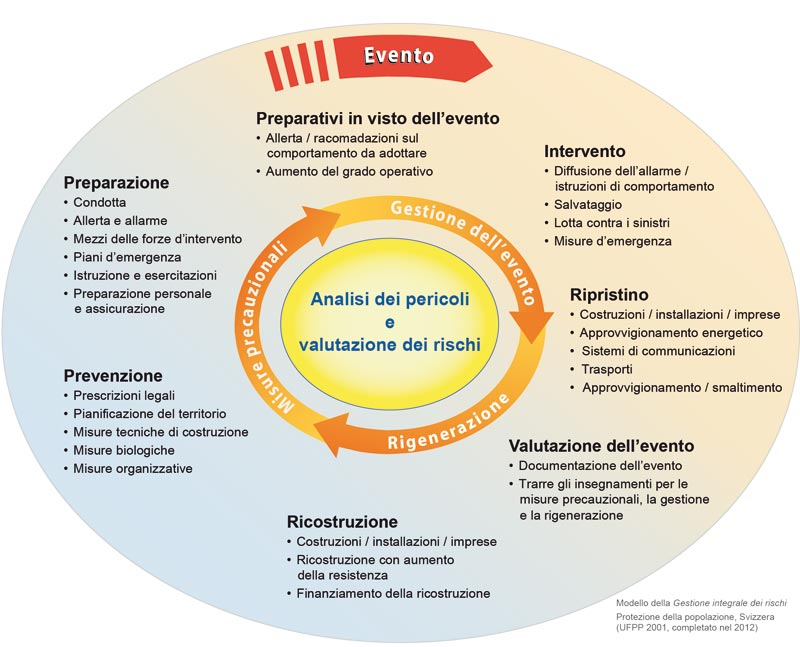 Evento
Preparativi in visto dell'evento
• Allerta / racomadazioni sul
comportamento da adottare
• Aumento del grado operativo
Intervento
• Diffusione dell'allarme /
istruzioni di comportamento
• Salvataggio
• Lotta contra i sinistri
• Misure d'emergenza
Ripristino
• Costruzioni / installazioni / imprese
• Approvvigionamento energetico
• Sistemi di communicazioni
• Trasporti
• Approvvigionamento / smaltimento
Valutazione dell'evento
• Documentazione dell'evento
• Trarre gli insegnamenti per le
misure precauzionali, la gestione
e la rigenerazione
Ricostruzione
• Costruzioni / installazioni / imprese
• Ricostruzione con aumento
della resistenza
• Finanziamento della ricostruzione
Prevenzione
• Prescrizioni legali
• Pianificazione del territorio
• Misure tecniche di costruzione
• Misure biologiche
• Misure organizzative
Preparazione
• Condotta
• Allerta e allarme
• Mezzi delle forze d'intervento
• Piani d'emergenza
• Istruzione e esercitazioni
• Preparazione personale
e assicurazione
Gestione dell'evento
Rigenerazione
Misure precauzionali
Analisi dei pericoli
e
valutazione dei rischi
Modello della Gestione integrale dei rischi
Protezione della popolazione, Svizzera
(UFPP 2001, completato nel 2012)